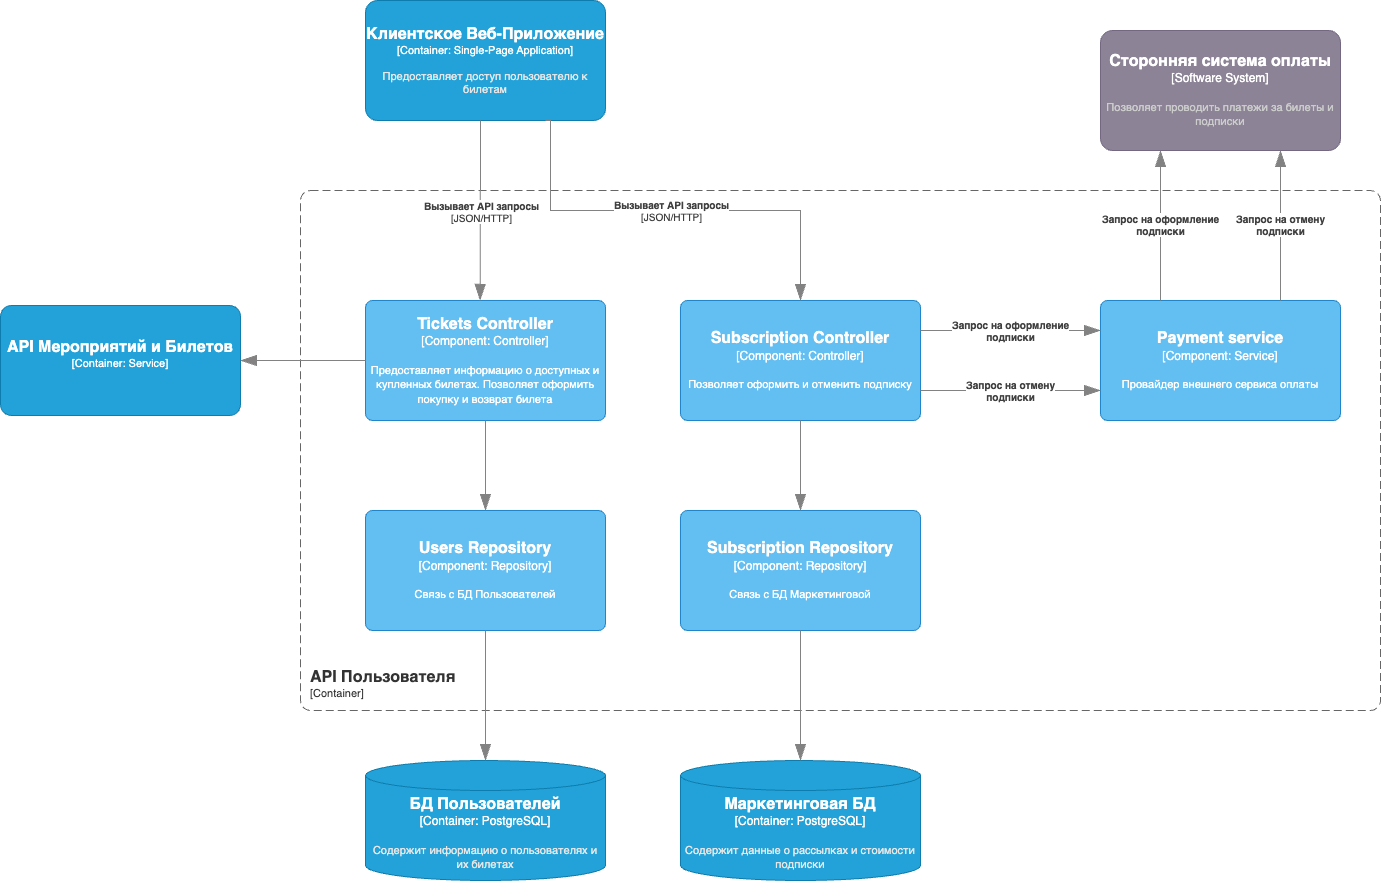 Клиентское Веб-Приложение
[Container: Single-Page Application]
Предоставляет доступ пользователю к
билетам
Сторонняя система оплаты
[Software System]
Позволяет проводить платежи за билеты и
подписки
Вызывает API запросы
[JSON/HTTP]
Вызывает API запросы
[JSON/HTTP]
Запрос на оформление
подписки
Запрос на отмену
подписки
API Мероприятий и Билетов
[Container: Service]
Tickets Controller
[Component: Controller]
Предоставляет информацию о доступных и
купленных билетах. Позволяет оформить
покупку и возврат билета
Subscription Controller
[Component: Controller]
Позволяет оформить и отменить подписку
Запрос на оформление
подписки
Запрос на отмену
подписки
Payment service
[Component: Service]
Провайдер внешнего сервиса оплаты
Users Repository
[Component: Repository]
Связь с БД Пользователей
Subscription Repository
[Component: Repository]
Связь с БД Маркетинговой
API Пользователя
[Container]
БД Пользователей
[Container: PostgreSQL]
Содержит информацию о пользователях и
их билетах
Маркетинговая БД
[Container: PostgreSQL]
Содержит данные о рассылках и стоимости
подписки